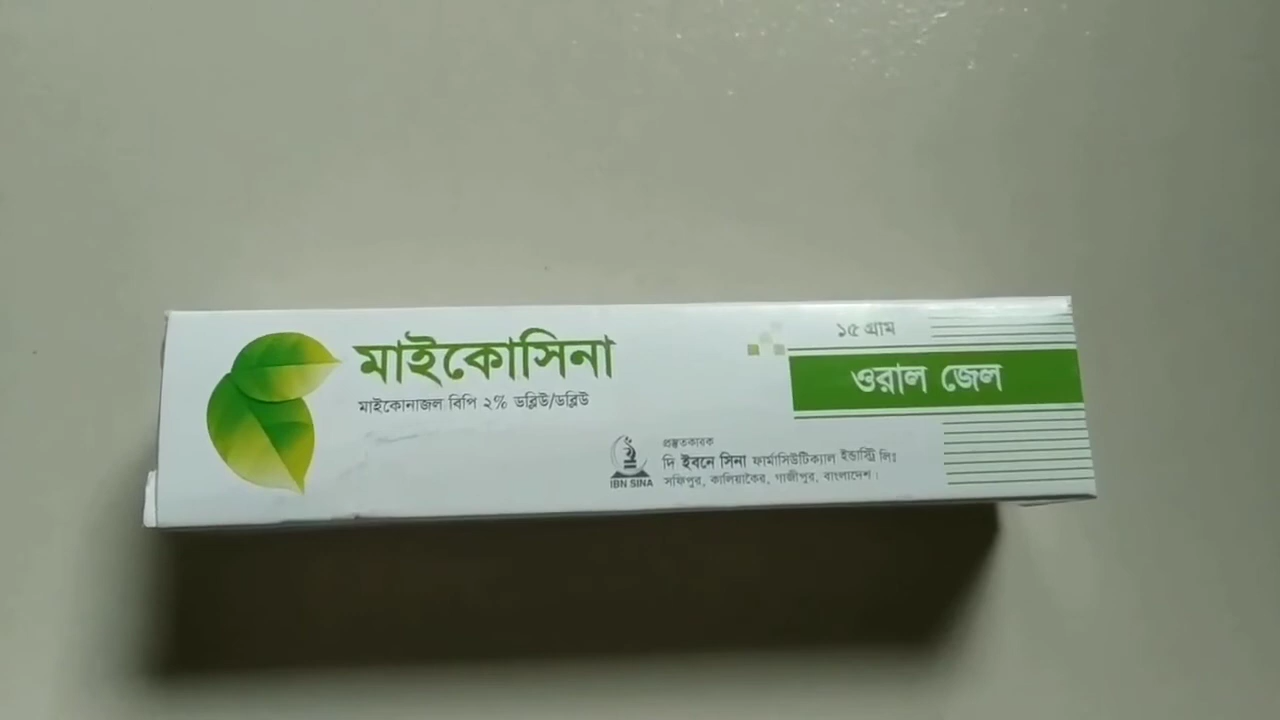 মাইকোসিনা
মাইকোনাজল বিপি ২% ডব্লিউ/ডব্লিউ
১৫ গ্রাম
ওরাল জেল
IBN SINA
প্রস্তুতকারক
দি ইবনে সিনা ফার্মাসিউটিক্যাল ইন্ডাস্ট্রি লিঃ
সফিপুর, কালিয়াকৈর, গাজীপুর, বাংলাদেশ।